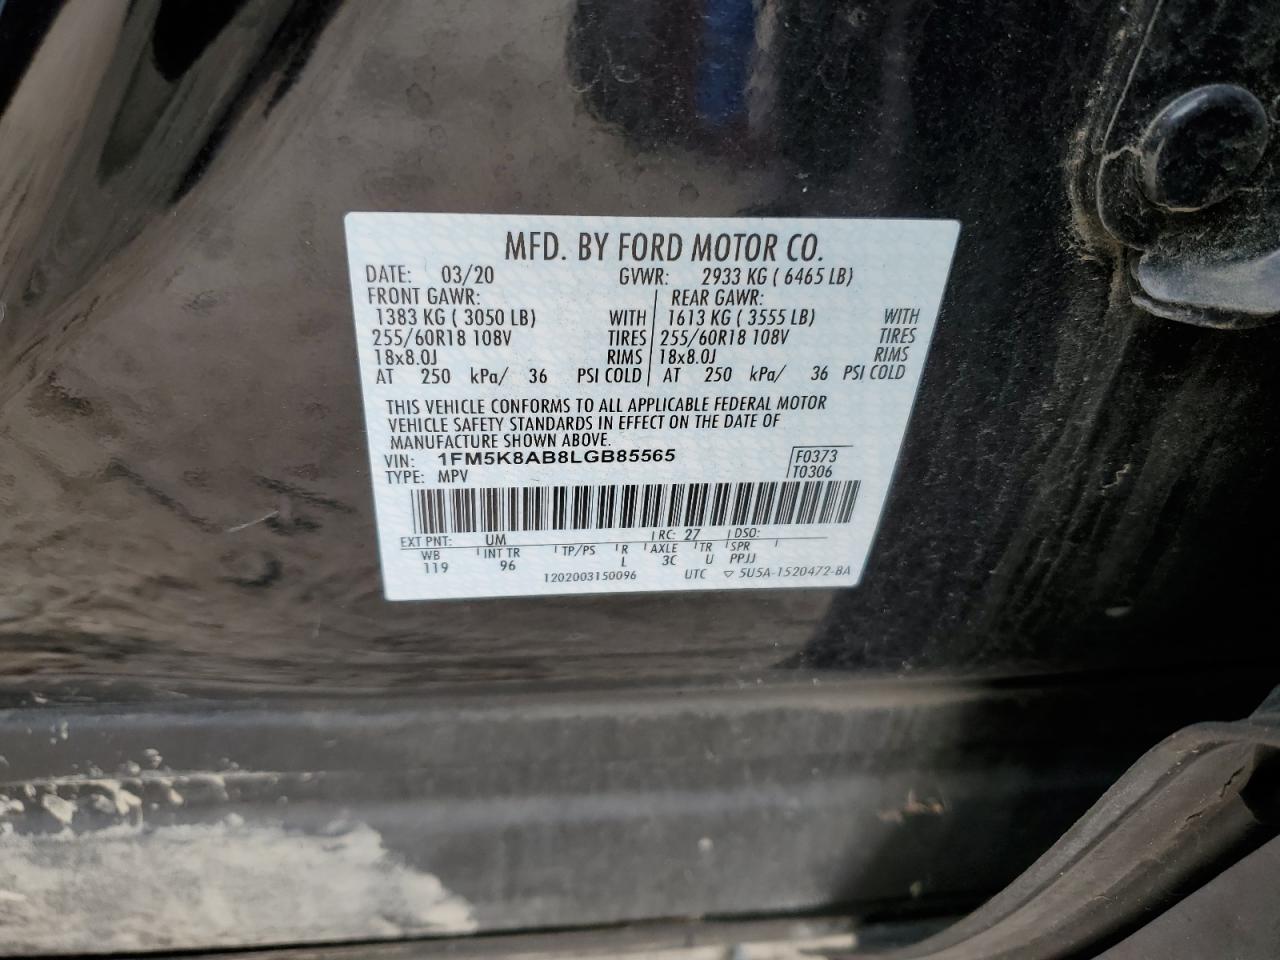 MFD. BY FORD MOTOR CO.
DATE: 03/20 GVWR: 2933 KG ( 6465 LB)
FRONT GAWR: REAR GAWR:
1383 KG ( 3050 LB) WITH 1613 KG ( 3555 LB) WITH
255/60R18 108V TIRES 255/60R18 108V TIRES
18x8.0J RIMS 18x8.0J RIMS
AT 250 kPa/ 36 PSI COLD AT 250 kPa/ 36 PSI COLD
THIS VEHICLE CONFORMS TO ALL APPLICABLE FEDERAL MOTOR
VEHICLE SAFETY STANDARDS IN EFFECT ON THE DATE OF
MANUFACTURE SHOWN ABOVE.
VIN: 1FM5K8AB8LGB85565 F0373
TYPE: MPV T0306
EXT PNT: UM RC: 27 DSO:
WB INT TR TP/PS R AXLE TR SPR
119 96 L 3C U PPJJ
1202003150096 UTC ▽ 5U5A-1520472-BA